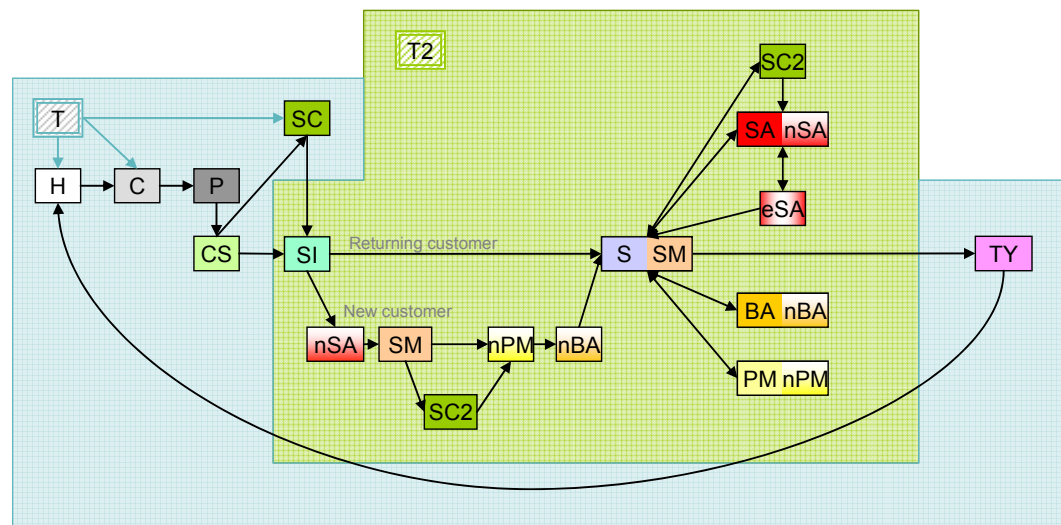 T2
SC2
T
SC
SA nSA
H
C
P
eSA
CS
SI
Returning customer
S SM
TY
New customer
BA nBA
nSA
SM
nPM
nBA
PM nPM
SC2